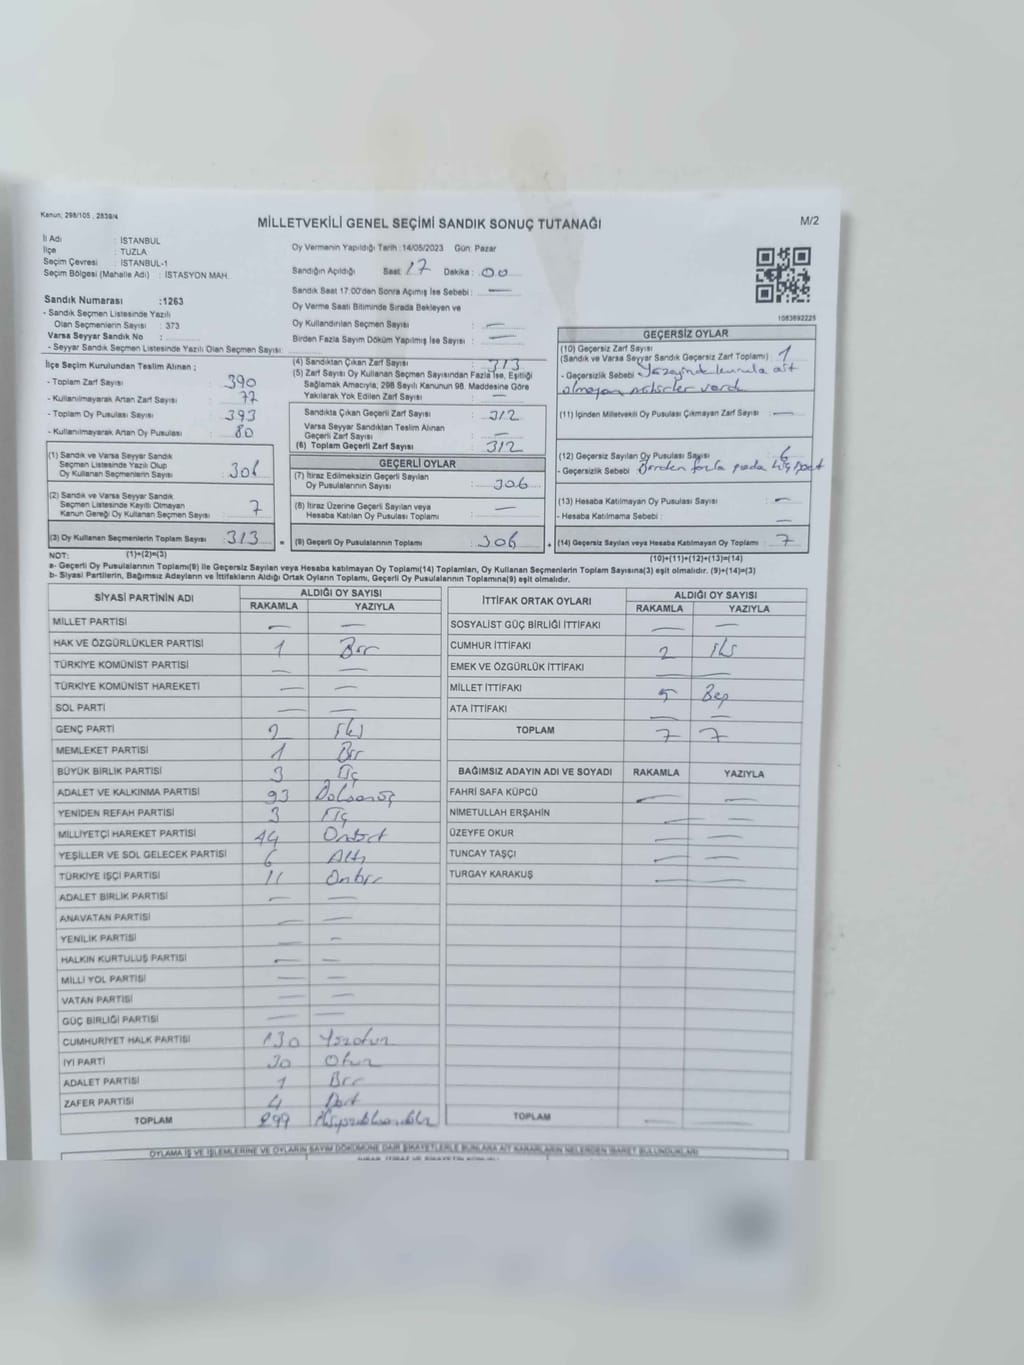 Kanun, 298/105 , 2839/4
MİLLETVEKİLİ GENEL SEÇİMİ SANDIK SONUÇ TUTANAĞI
M/2
İl Adı : İSTANBUL
İlçe : TUZLA
Seçim Çevresi : İSTANBUL-1
Seçim Bölgesi (Mahalle Adı) : İSTASYON MAH.
Sandık Numarası :1263
- Sandık Seçmen Listesinde Yazılı
Olan Seçmenlerin Sayısı : 373
Varsa Seyyar Sandık No :
- Seyyar Sandık Seçmen Listesinde Yazılı Olan Seçmen Sayısı:
Oy Vermenin Yapıldığı Tarih :14/05/2023 Gün: Pazar
Sandığın Açıldığı Saat: 17 Dakika : 00
Sandık Saat 17.00'den Sonra Açılmış İse Sebebi : —
Oy Verme Saati Bitiminde Sırada Bekleyen ve
Oy Kullandırılan Seçmen Sayısı : —
Birden Fazla Sayım Döküm Yapılmış İse Sayısı : —
1083892225
İlçe Seçim Kurulundan Teslim Alınan ;
- Toplam Zarf Sayısı : 390
- Kullanılmayarak Artan Zarf Sayısı : 77
- Toplam Oy Pusulası Sayısı : 393
- Kullanılmayarak Artan Oy Pusulası : 80
(1) Sandık ve Varsa Seyyar Sandık
Seçmen Listesinde Yazılı Olup
Oy Kullanan Seçmenlerin Sayısı : 306
(2) Sandık ve Varsa Seyyar Sandık
Seçmen Listesinde Kayıtlı Olmayan
Kanun Gereği Oy Kullanan Seçmen Sayısı : 7
(3) Oy Kullanan Seçmenlerin Toplam Sayısı : 313
(4) Sandıktan Çıkan Zarf Sayısı : 313
(5) Zarf Sayısı Oy Kullanan Seçmen Sayısından Fazla İse, Eşitliği
Sağlamak Amacıyla; 298 Sayılı Kanunun 98. Maddesine Göre
Yakılarak Yok Edilen Zarf Sayısı : —
Sandıkta Çıkan Geçerli Zarf Sayısı : 312
Varsa Seyyar Sandıktan Teslim Alınan
Geçerli Zarf Sayısı : —
(6) Toplam Geçerli Zarf Sayısı : 312
GEÇERLİ OYLAR
(7) İtiraz Edilmeksizin Geçerli Sayılan
Oy Pusulalarının Sayısı : 306
(8) İtiraz Üzerine Geçerli Sayılan veya
Hesaba Katılan Oy Pusulası Toplamı : —
= (9) Geçerli Oy Pusulalarının Toplamı : 306
GEÇERSİZ OYLAR
(10) Geçersiz Zarf Sayısı
(Sandık ve Varsa Seyyar Sandık Geçersiz Zarf Toplamı) : 1
- Geçersizlik Sebebi : ait
olmayan vardı
(11) İçinden Milletvekili Oy Pusulası Çıkmayan Zarf Sayısı : —
(12) Geçersiz Sayılan Oy Pusulası Sayısı : 6
- Geçersizlik Sebebi : Birden fazla
(13) Hesaba Katılmayan Oy Pusulası Sayısı : —
- Hesaba Katılmama Sebebi : —
+ (14) Geçersiz Sayılan veya Hesaba Katılmayan Oy Toplamı : 7
NOT: (1)+(2)=(3) (10)+(11)+(12)+(13)=(14)
a- Geçerli Oy Pusulalarının Toplamı(9) ile Geçersiz Sayılan veya Hesaba katılmayan Oy Toplamı(14) Toplamları, Oy Kullanan Seçmenlerin Toplam Sayısına(3) eşit olmalıdır. (9)+(14)=(3)
b- Siyasi Partilerin, Bağımsız Adayların ve İttifakların Aldığı Ortak Oyların Toplamı, Geçerli Oy Pusulalarının Toplamına(9) eşit olmalıdır.
SİYASİ PARTİNİN ADI ALDIĞI OY SAYISI
RAKAMLA YAZIYLA
MİLLET PARTİSİ — —
HAK VE ÖZGÜRLÜKLER PARTİSİ 1 Bir
TÜRKİYE KOMÜNİST PARTİSİ — —
TÜRKİYE KOMÜNİST HAREKETİ — —
SOL PARTİ — —
GENÇ PARTİ 2 iki
MEMLEKET PARTİSİ 1 Bir
BÜYÜK BİRLİK PARTİSİ 3 Üç
ADALET VE KALKINMA PARTİSİ 93 Doksanüç
YENİDEN REFAH PARTİSİ 3 Üç
MİLLİYETÇİ HAREKET PARTİSİ 14 Ondört
YEŞİLLER VE SOL GELECEK PARTİSİ 6 Altı
TÜRKİYE İŞÇİ PARTİSİ 11 Onbir
ADALET BİRLİK PARTİSİ — —
ANAVATAN PARTİSİ — —
YENİLİK PARTİSİ — —
HALKIN KURTULUŞ PARTİSİ — —
MİLLİ YOL PARTİSİ — —
VATAN PARTİSİ — —
GÜÇ BİRLİĞİ PARTİSİ — —
CUMHURİYET HALK PARTİSİ 130 Yüzotuz
İYİ PARTİ 30 Otuz
ADALET PARTİSİ 1 Bir
ZAFER PARTİSİ 4 Dört
TOPLAM 299
İTTİFAK ORTAK OYLARI ALDIĞI OY SAYISI
RAKAMLA YAZIYLA
SOSYALİST GÜÇ BİRLİĞİ İTTİFAKI — —
CUMHUR İTTİFAKI 2 iki
EMEK VE ÖZGÜRLÜK İTTİFAKI — —
MİLLET İTTİFAKI 5 Beş
ATA İTTİFAKI — —
TOPLAM 7 7
BAĞIMSIZ ADAYIN ADI VE SOYADI RAKAMLA YAZIYLA
FAHRİ SAFA KÜPCÜ — —
NİMETULLAH ERŞAHİN — —
ÜZEYFE OKUR — —
TUNCAY TAŞÇI — —
TURGAY KARAKUŞ — —
TOPLAM — —
OYLAMA İŞ VE İŞLEMLERİNE VE OYLARIN SAYIM DÖKÜMÜNE DAİR ŞİKAYETLERLE BUNLARA AİT KARARLARIN NELERDEN İBARET BULUNDUKLARI